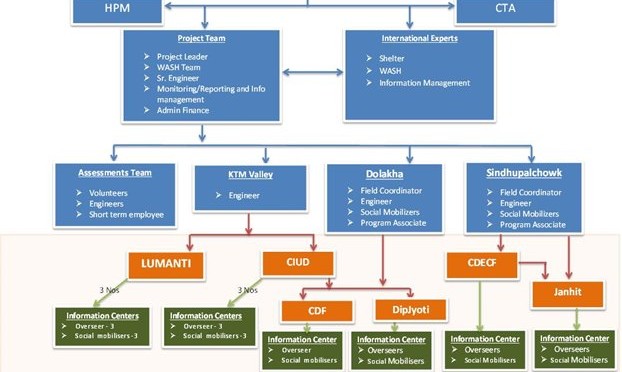 HPM
CTA
Project Team
Project Leader
WASH Team
Sr. Engineer
Monitoring/Reporting and Info
management
Admin Finance
International Experts
Shelter
WASH
Information Management
Assessments Team
Volunteers
Engineers
Short term employee
KTM Valley
Engineer
Dolakha
Field Coordinator
Engineer
Social Mobilizers
Program Associate
Sindhupalchowk
Field Coordinator
Engineer
Social Mobilizers
Program Associate
LUMANTI
CIUD
CDECF
Janhit
3 Nos
3 Nos
CDF
DipJyoti
Information Centers
Overseer - 3
Social mobilisers -3
Information Centers
Overseer - 3
Social mobilisers -3
Information Center
Overseer
Social mobilisers
Information Center
Overseers
Social Mobilisers
Information Center
Overseers
Social Mobilisers
Information Center
Overseers
Social Mobilisers